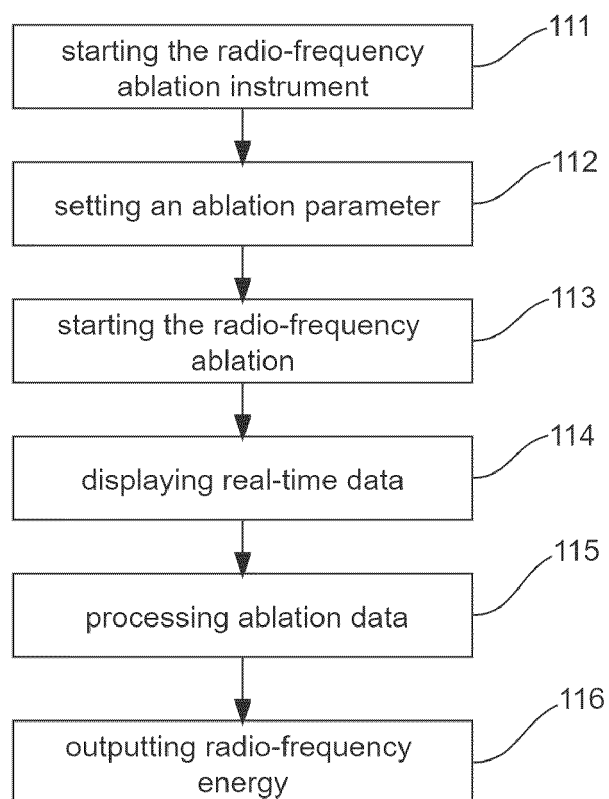 111
starting the radio-frequency
ablation instrument
112
setting an ablation parameter
113
starting the radio-frequency
ablation
114
displaying real-time data
115
processing ablation data
116
outputting radio-frequency
energy